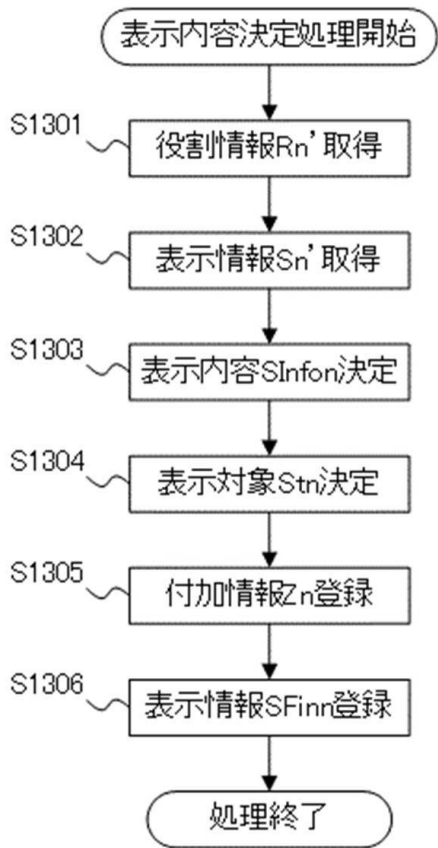 表示内容決定処理開始
S1301
役割情報Rn’取得
S1302
表示情報Sn’取得
S1303
表示内容SInfon決定
S1304
表示対象Stn決定
S1305
付加情報Zn登録
S1306
表示情報SFinn登録
処理終了